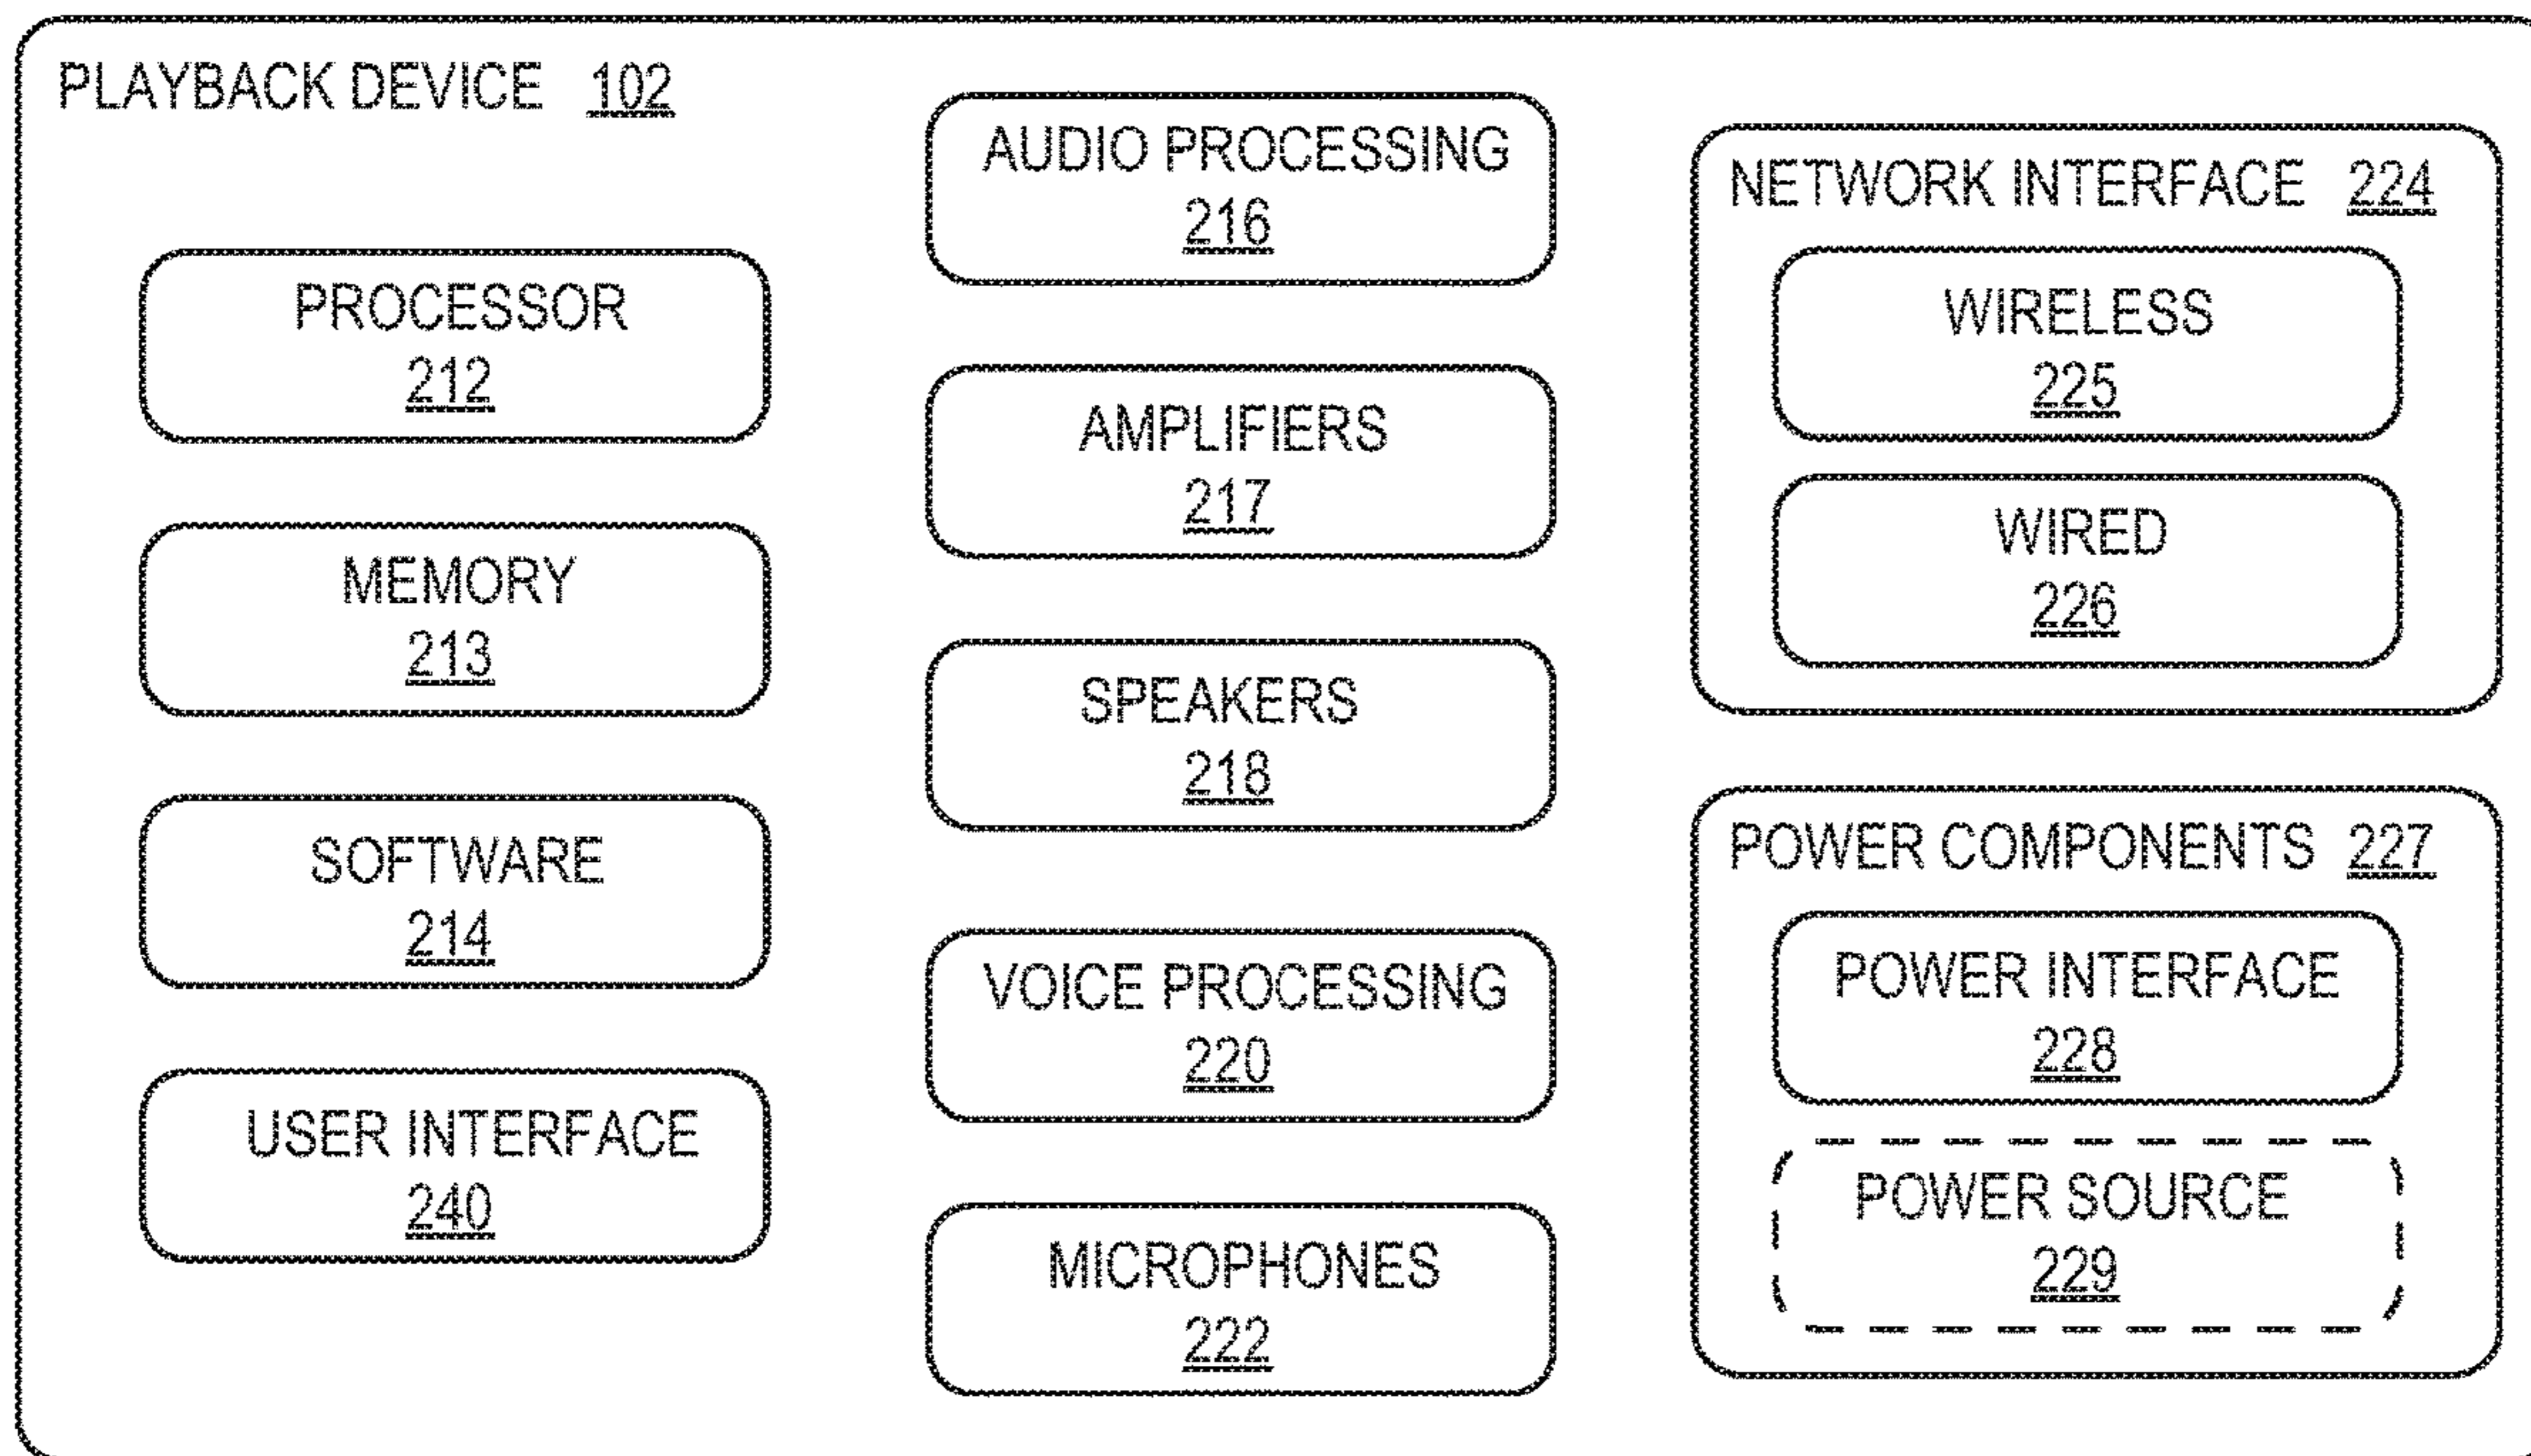 PLAYBACK DEVICE 102
PROCESSOR
212
MEMORY
213
SOFTWARE
214
USER INTERFACE
240
AUDIO PROCESSING
216
AMPLIFIERS
217
SPEAKERS
218
VOICE PROCESSING
220
MICROPHONES
222
NETWORK INTERFACE 224
WIRELESS
225
WIRED
226
POWER COMPONENTS 227
POWER INTERFACE
228
POWER SOURCE
229